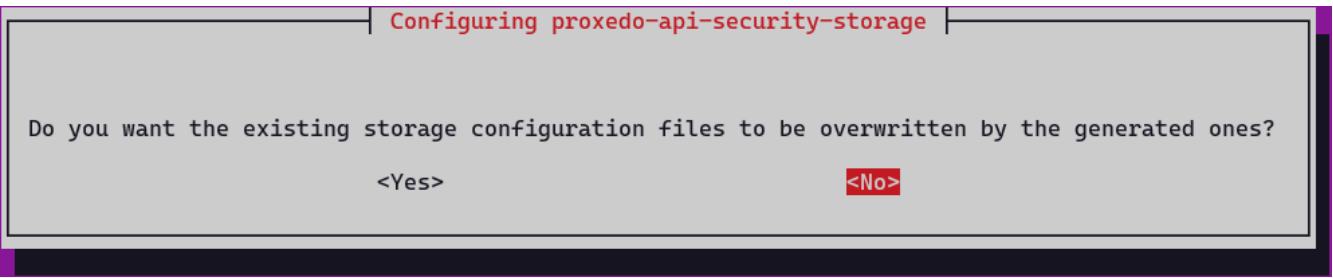 Configuring proxedo-api-security-storage
Do you want the existing storage configuration files to be overwritten by the generated ones?
<Yes> <No>